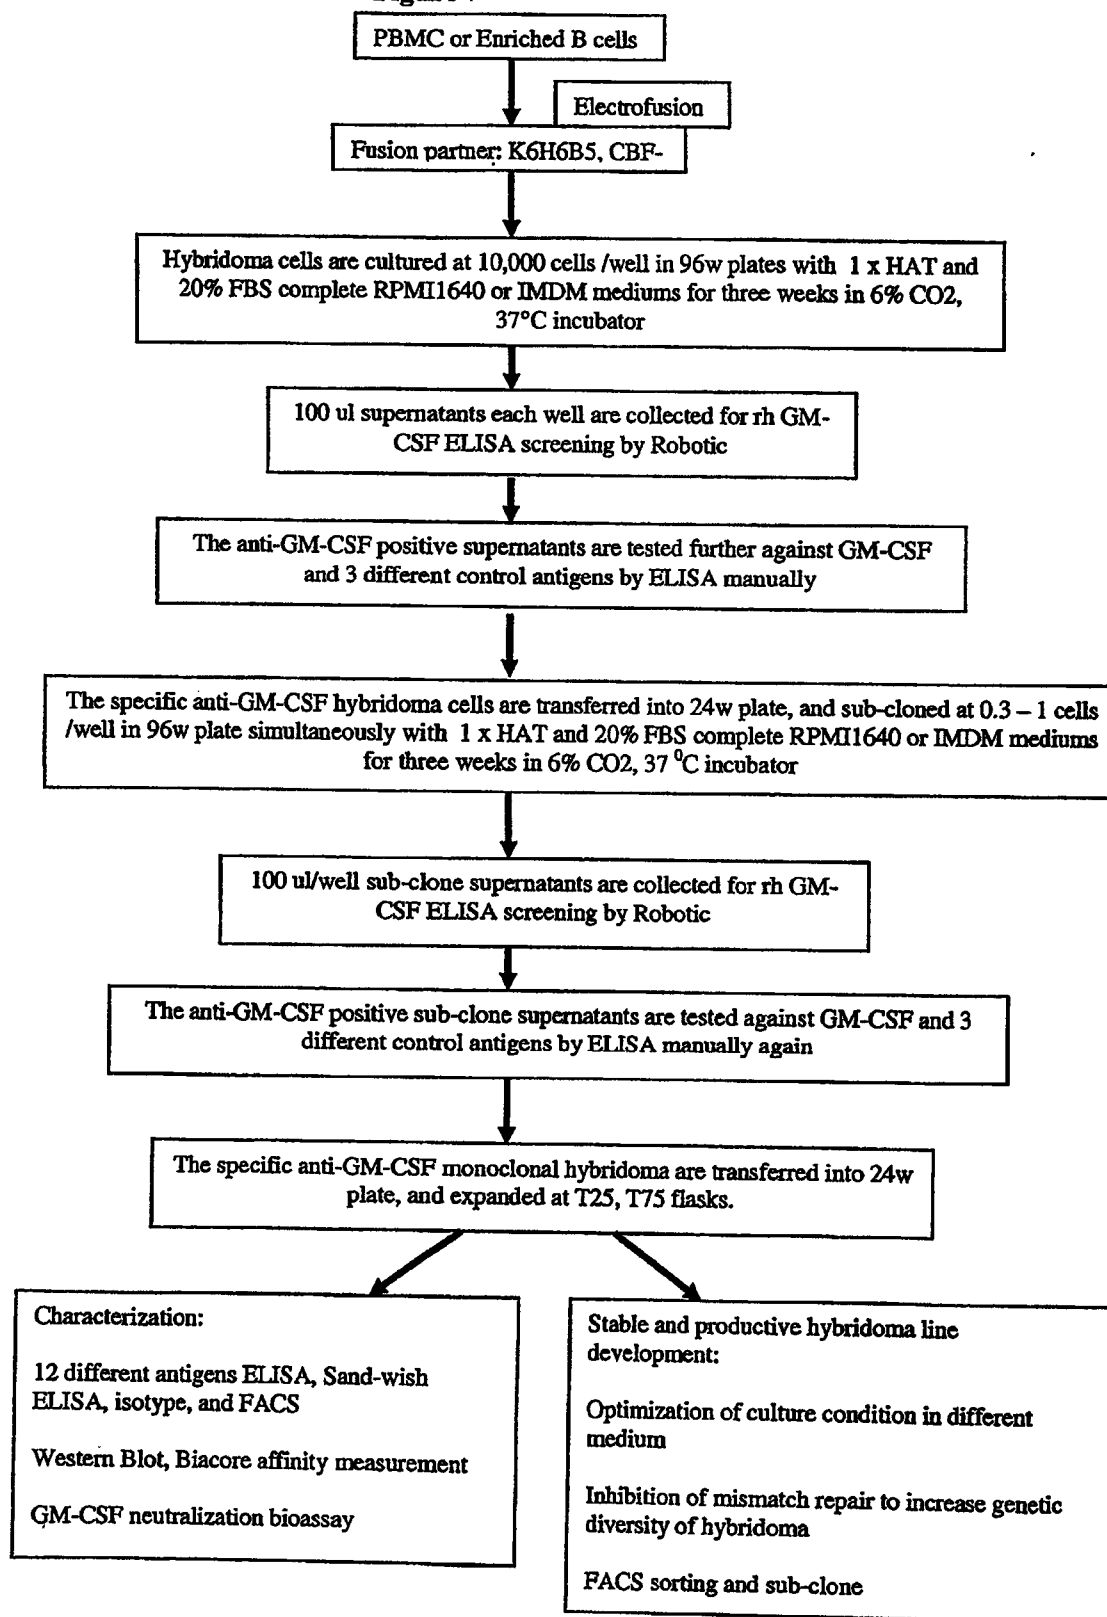 PBMC or Enriched B cells
Electrofusion
Fusion partner: K6H6B5, CBF-
Hybridoma cells are cultured at 10,000 cells /well in 96w plates with 1 x HAT and
20% FBS complete RPMI1640 or IMDM mediums for three weeks in 6% CO2,
37°C incubator
100 ul supernatants each well are collected for rh GM-
CSF ELISA screening by Robotic
The anti-GM-CSF positive supernatants are tested further against GM-CSF
and 3 different control antigens by ELISA manually
The specific anti-GM-CSF hybridoma cells are transferred into 24w plate, and sub-cloned at 0.3 – 1 cells
/well in 96w plate simultaneously with 1 x HAT and 20% FBS complete RPMI1640 or IMDM mediums
for three weeks in 6% CO2, 37 ⁰C incubator
100 ul/well sub-clone supernatants are collected for rh GM-
CSF ELISA screening by Robotic
The anti-GM-CSF positive sub-clone supernatants are tested against GM-CSF and 3
different control antigens by ELISA manually again
The specific anti-GM-CSF monoclonal hybridoma are transferred into 24w
plate, and expanded at T25, T75 flasks.
Characterization:
12 different antigens ELISA, Sand-wish
ELISA, isotype, and FACS
Western Blot, Biacore affinity measurement
GM-CSF neutralization bioassay
Stable and productive hybridoma line
development:
Optimization of culture condition in different
medium
Inhibition of mismatch repair to increase genetic
diversity of hybridoma
FACS sorting and sub-clone